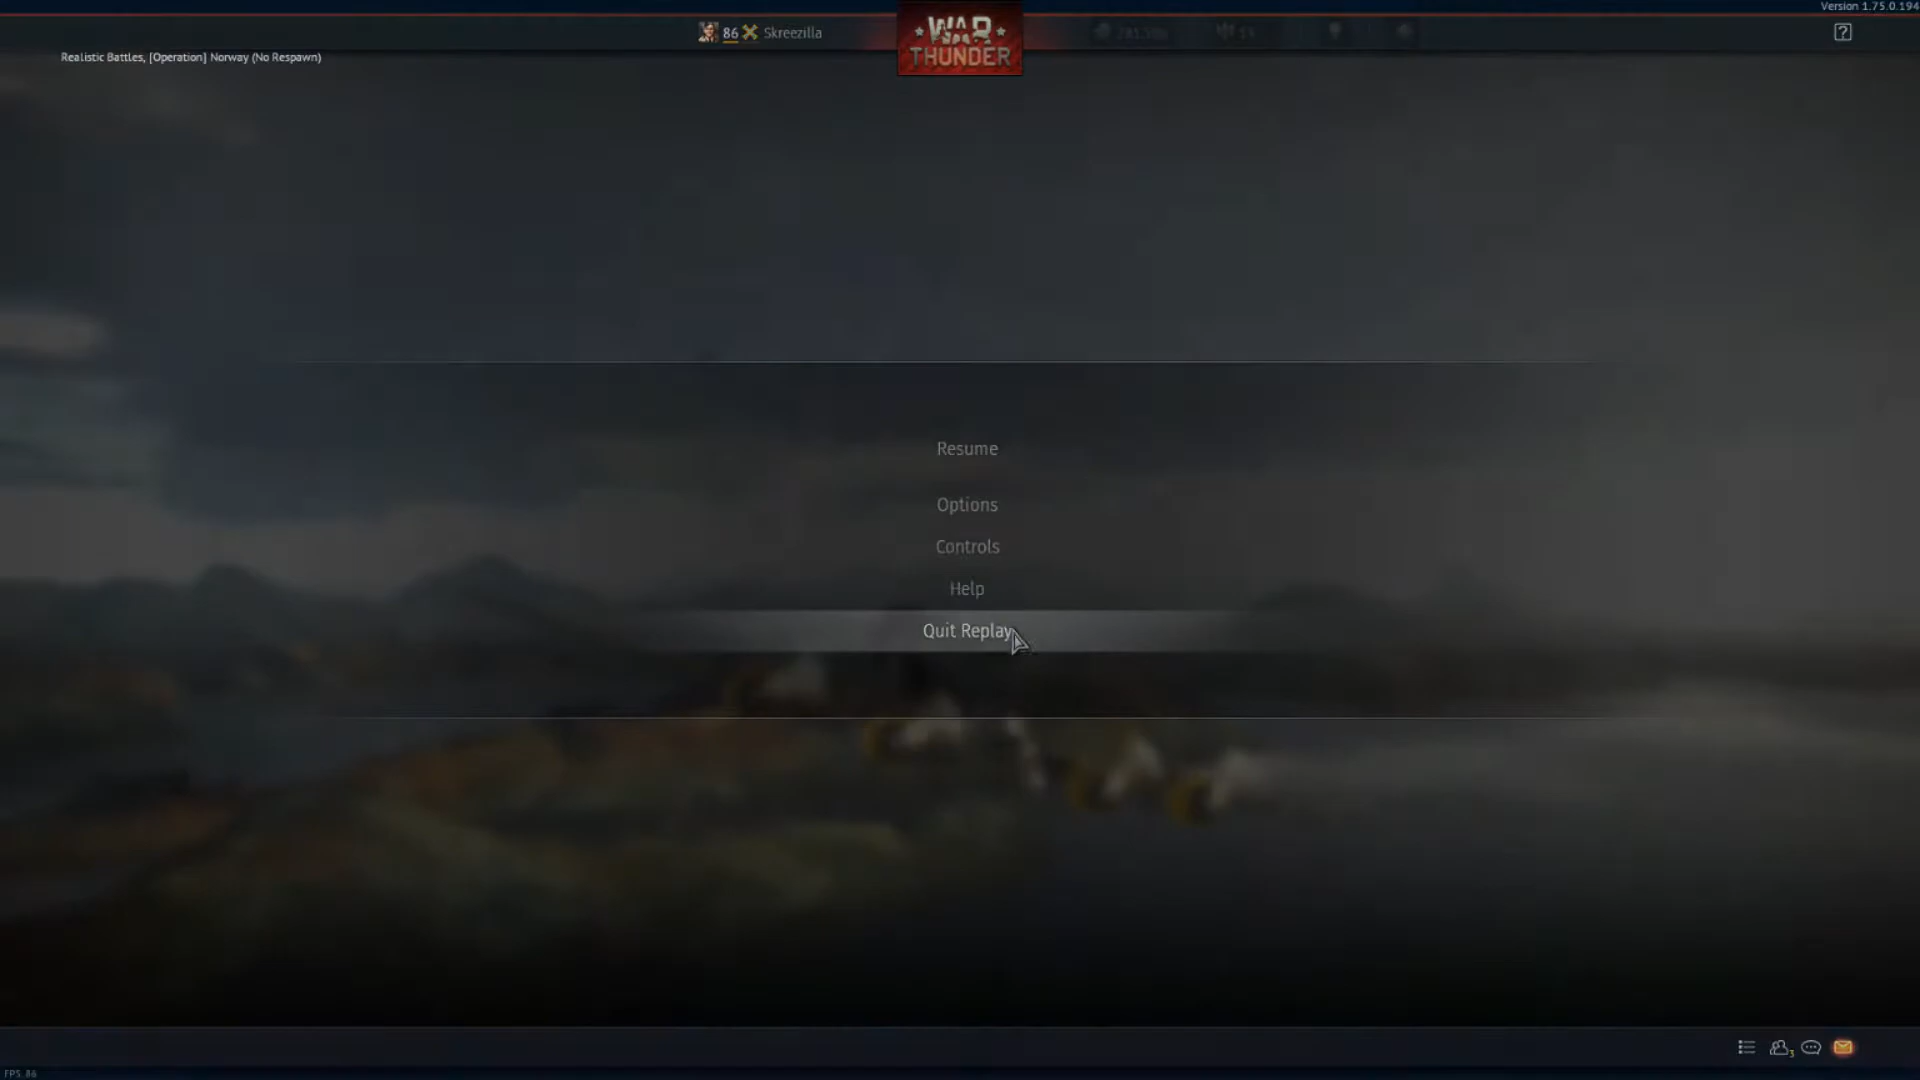 Version 1.75.0.194
86 Skreezilla
WAR THUNDER
Realistic Battles, [Operation] Norway (No Respawn)
Resume
Options
Controls
Help
Quit Replay
3
FPS 86